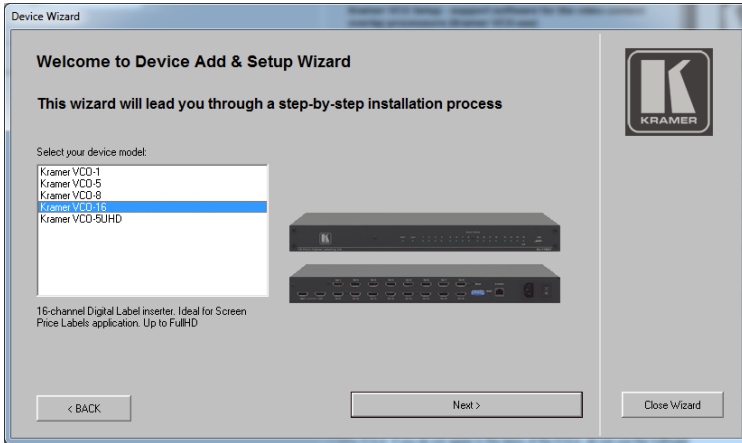 Device Wizard
Welcome to Device Add & Setup Wizard
This wizard will lead you through a step-by-step installation process
KRAMER
Select your device model:
Kramer VCO-1
Kramer VCO-5
Kramer VCO-8
Kramer VCO-16
Kramer VCO-5UHD
16-channel Digital Label inserter. Ideal for Screen
Price Labels application. Up to FullHD
< BACK
Next >
Close Wizard